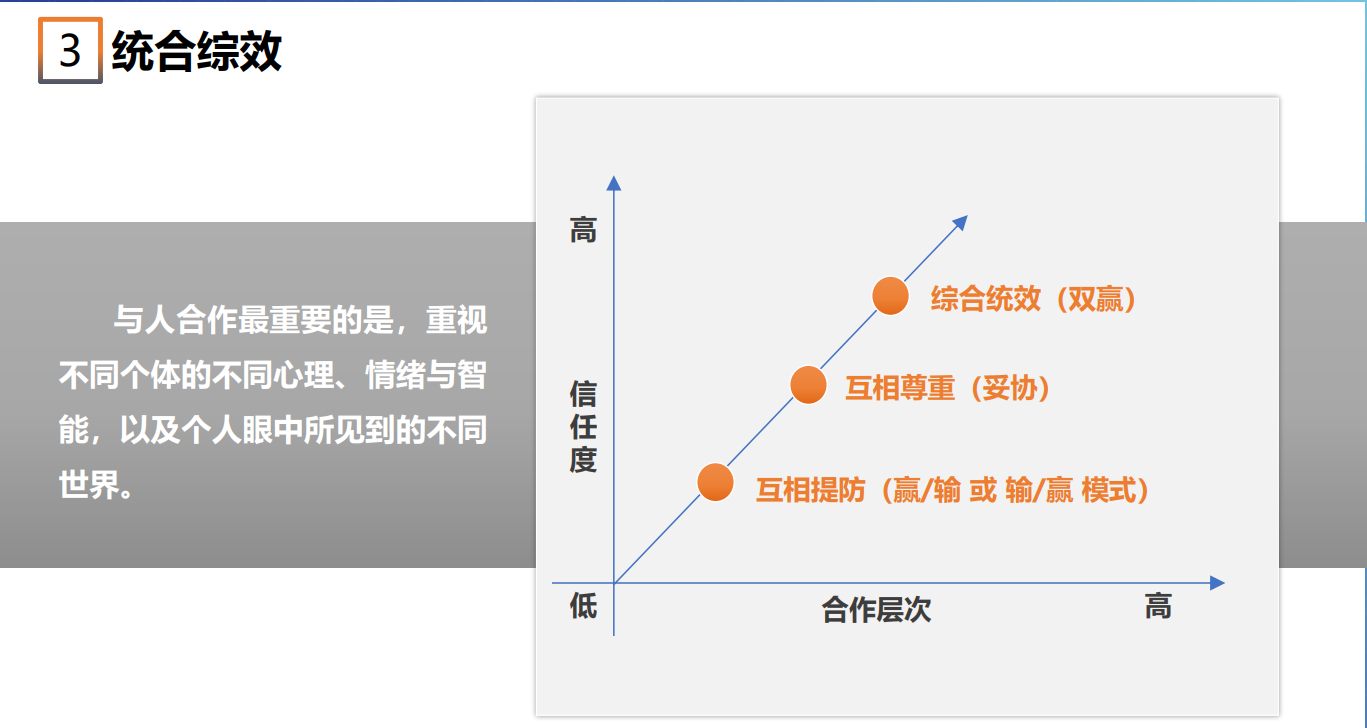 3 统合综效
与人合作最重要的是，重视
不同个体的不同心理、情绪与智
能，以及个人眼中所见到的不同
世界。
高
综合统效（双赢）
信任度
互相尊重（妥协）
互相提防（赢/输 或 输/赢 模式）
低
合作层次
高